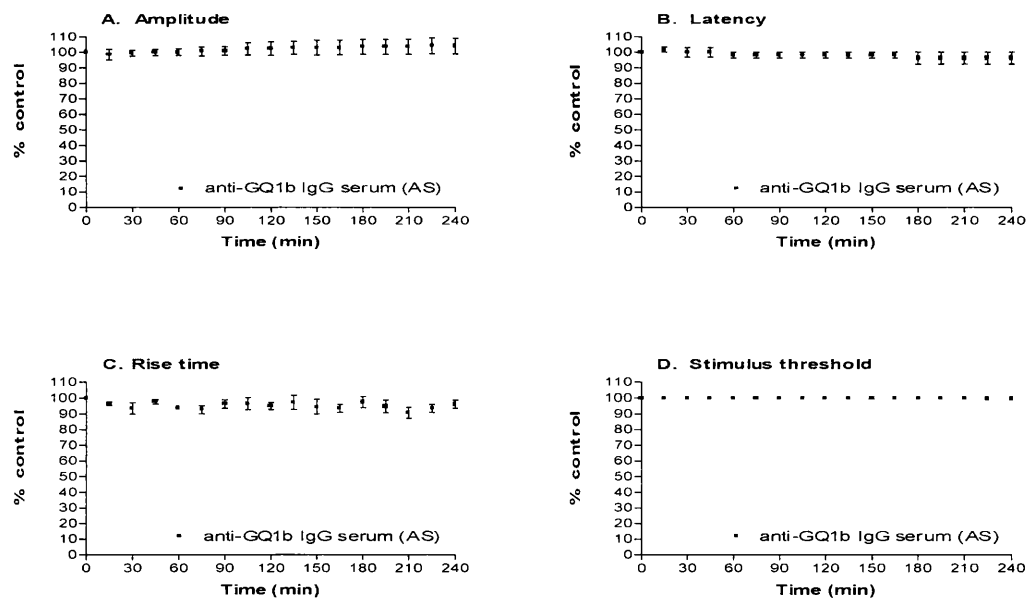 A. Amplitude
110
100
90
80
70
60
50
40
30
20
10
0
% control
anti-GQ1b IgG serum (AS)
0 30 60 90 120 150 180 210 240
Time (min)
B. Latency
110
100
90
80
70
60
50
40
30
20
10
0
% control
anti-GQ1b IgG serum (AS)
0 30 60 90 120 150 180 210 240
Time (min)
C. Rise time
110
100
90
80
70
60
50
40
30
20
10
0
% control
anti-GQ1b IgG serum (AS)
0 30 60 90 120 150 180 210 240
Time (min)
D. Stimulus threshold
110
100
90
80
70
60
50
40
30
20
10
0
% control
anti-GQ1b IgG serum (AS)
0 30 60 90 120 150 180 210 240
Time (min)